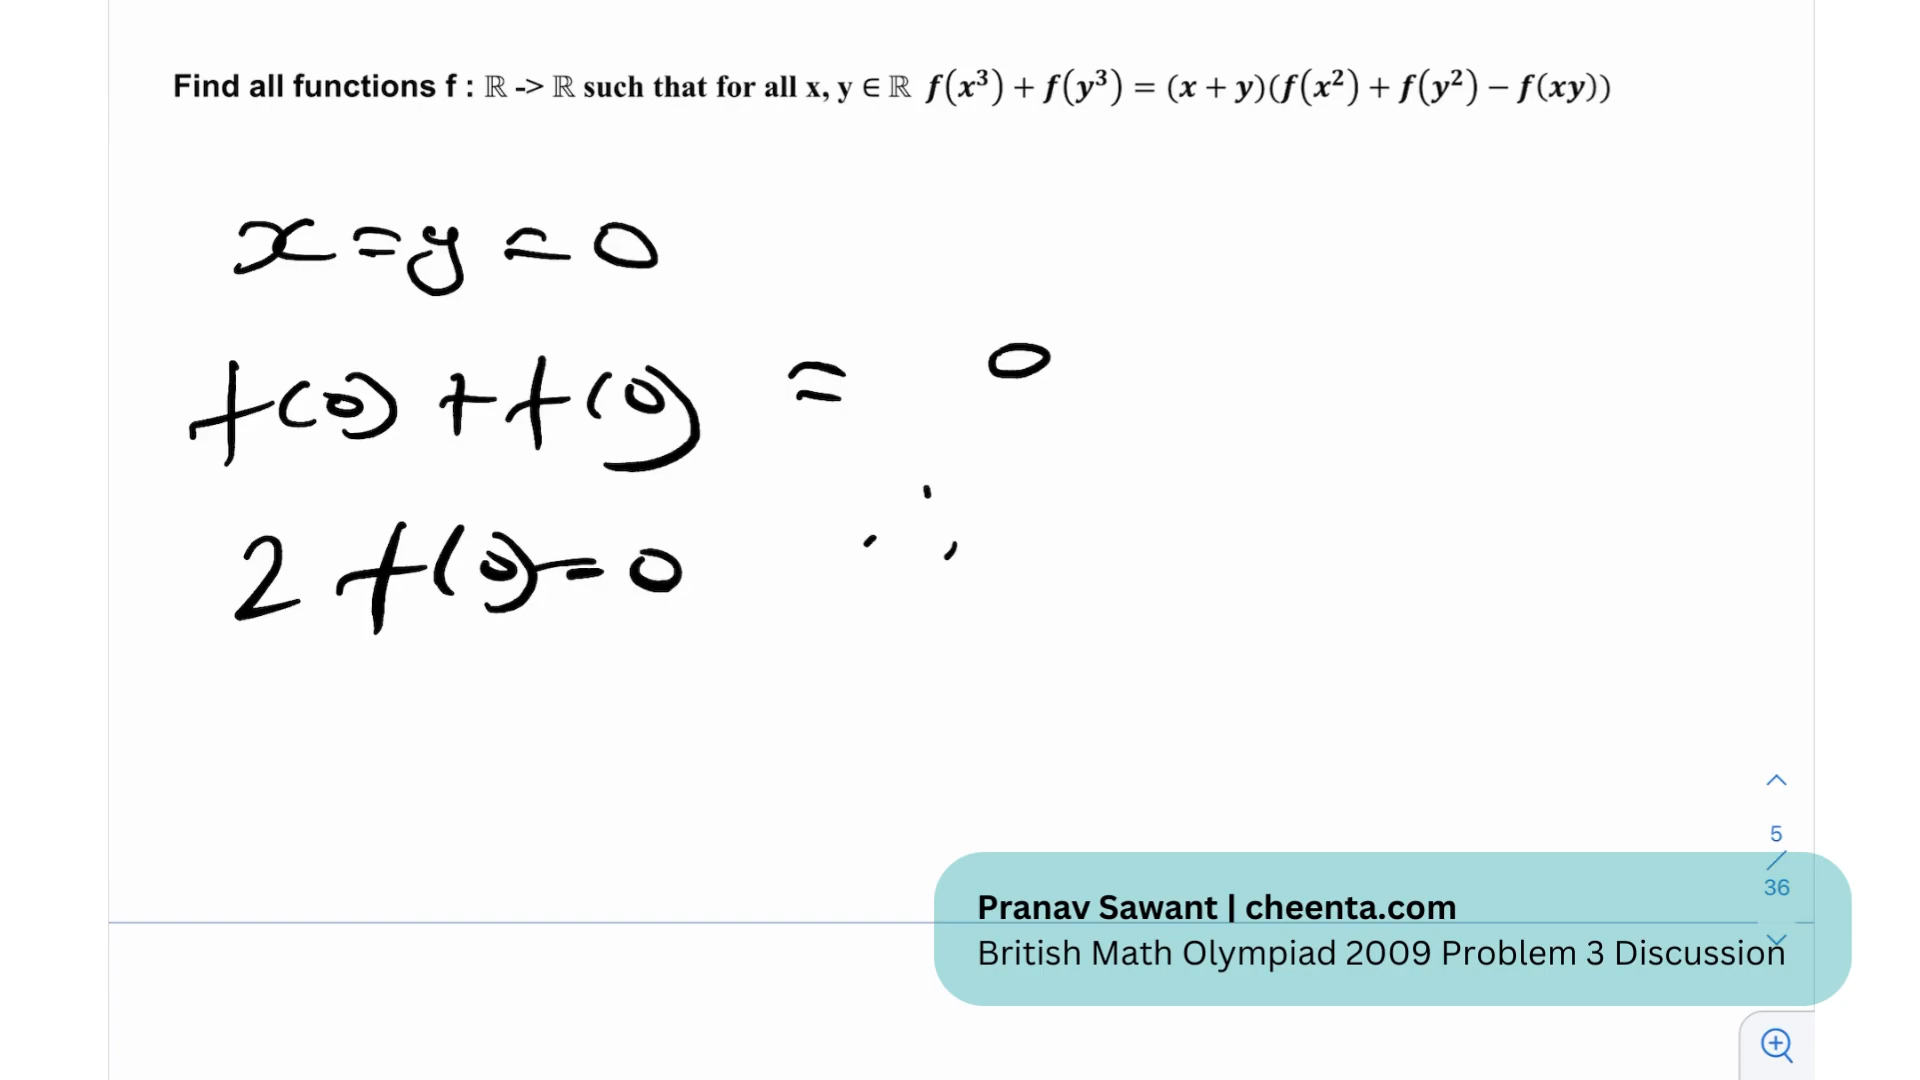 Find all functions f : ℝ -> ℝ such that for all x, y ∈ ℝ f(x³) + f(y³) = (x + y)(f(x²) + f(y²) − f(xy))
x = y = 0
f(0) + f(0) = 0
2 f(0) = 0 ∴
5
/
36
Pranav Sawant | cheenta.com
British Math Olympiad 2009 Problem 3 Discussion